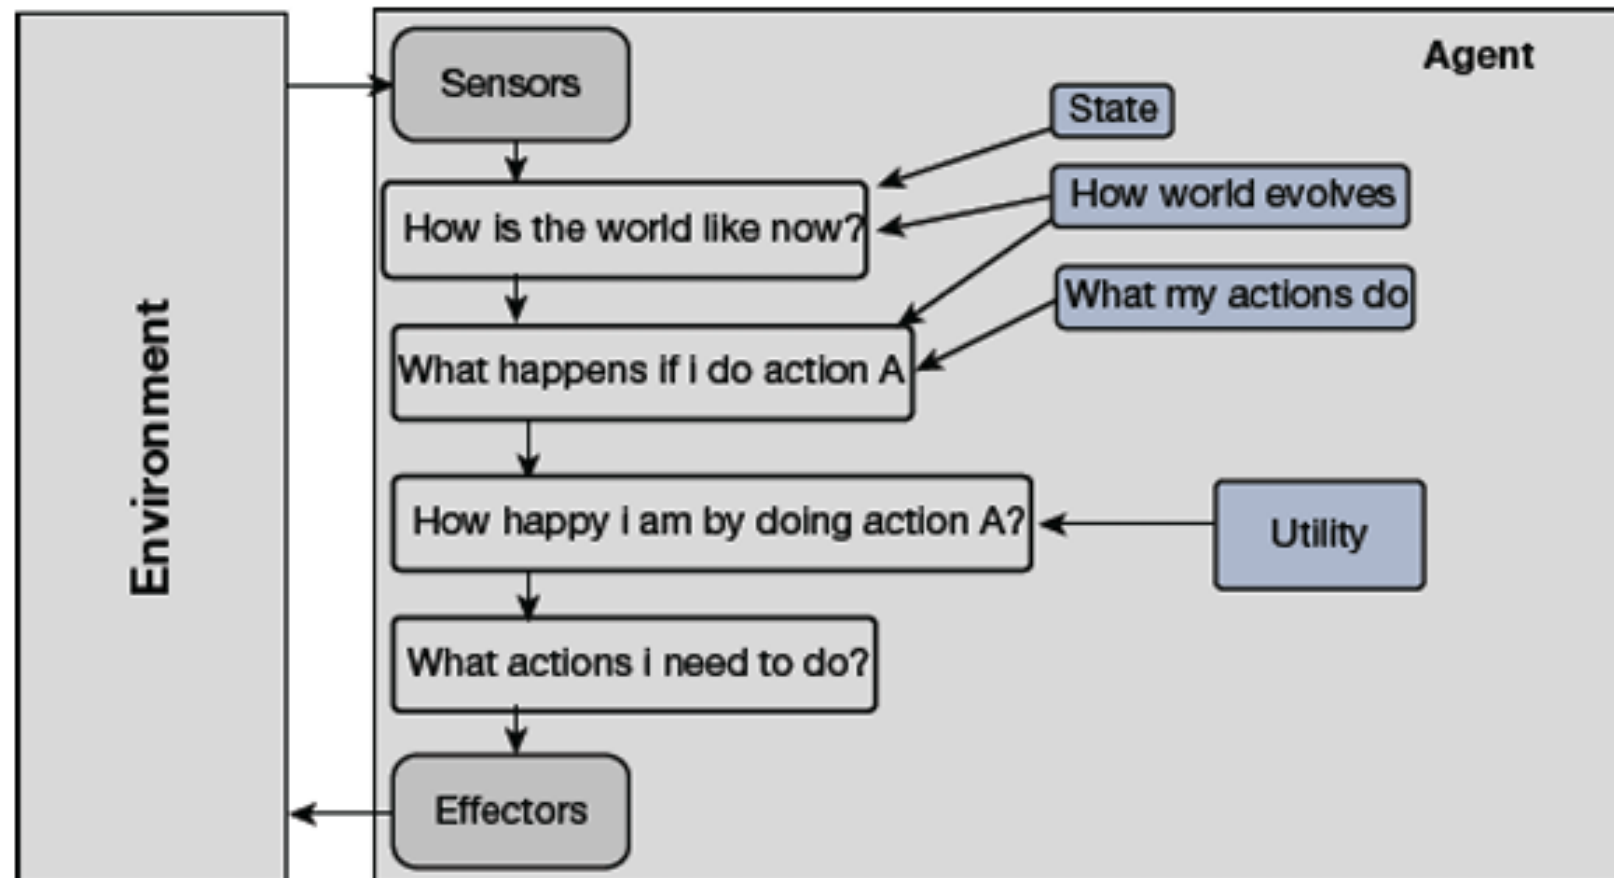 Environment
Agent
Sensors
State
How world evolves
How is the world like now?
What my actions do
What happens if i do action A
How happy i am by doing action A?
Utility
What actions i need to do?
Effectors